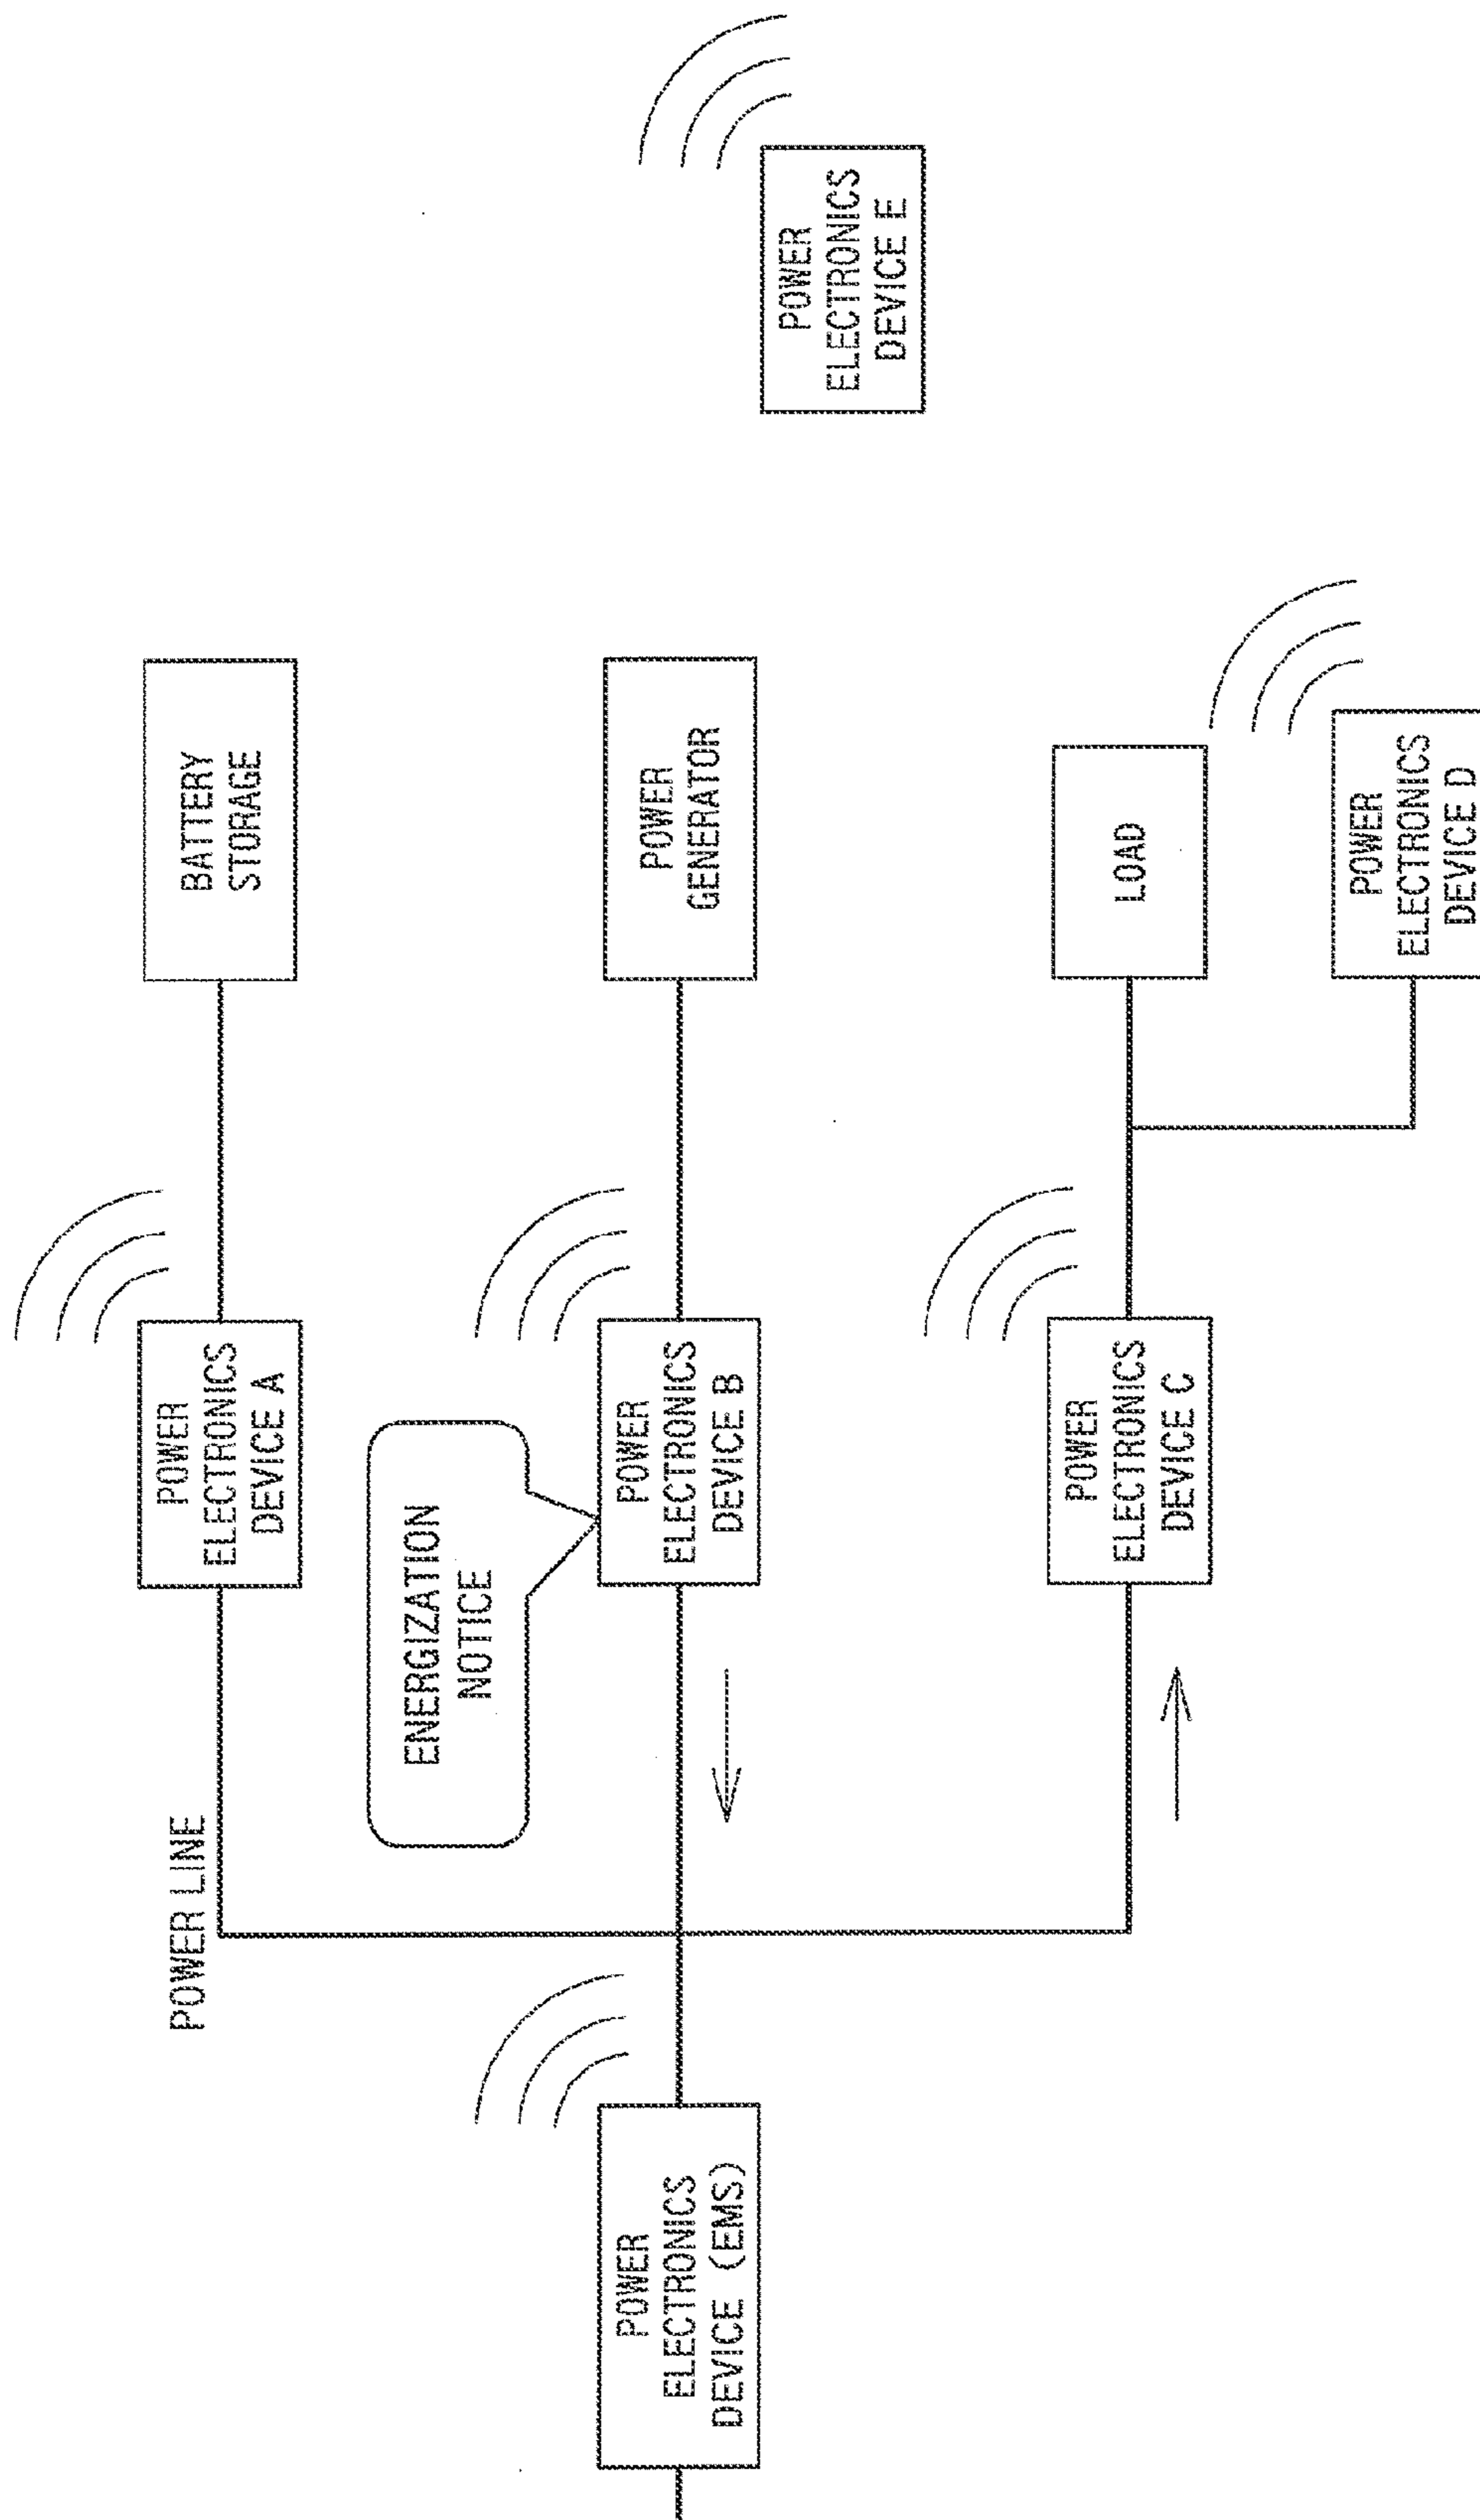 POWER LINE
POWER
ELECTRONICS
DEVICE (EMS)
ENERGIZATION
NOTICE
POWER
ELECTRONICS
DEVICE A
BATTERY
STORAGE
POWER
ELECTRONICS
DEVICE B
POWER
GENERATOR
POWER
ELECTRONICS
DEVICE C
LOAD
POWER
ELECTRONICS
DEVICE D
POWER
ELECTRONICS
DEVICE E